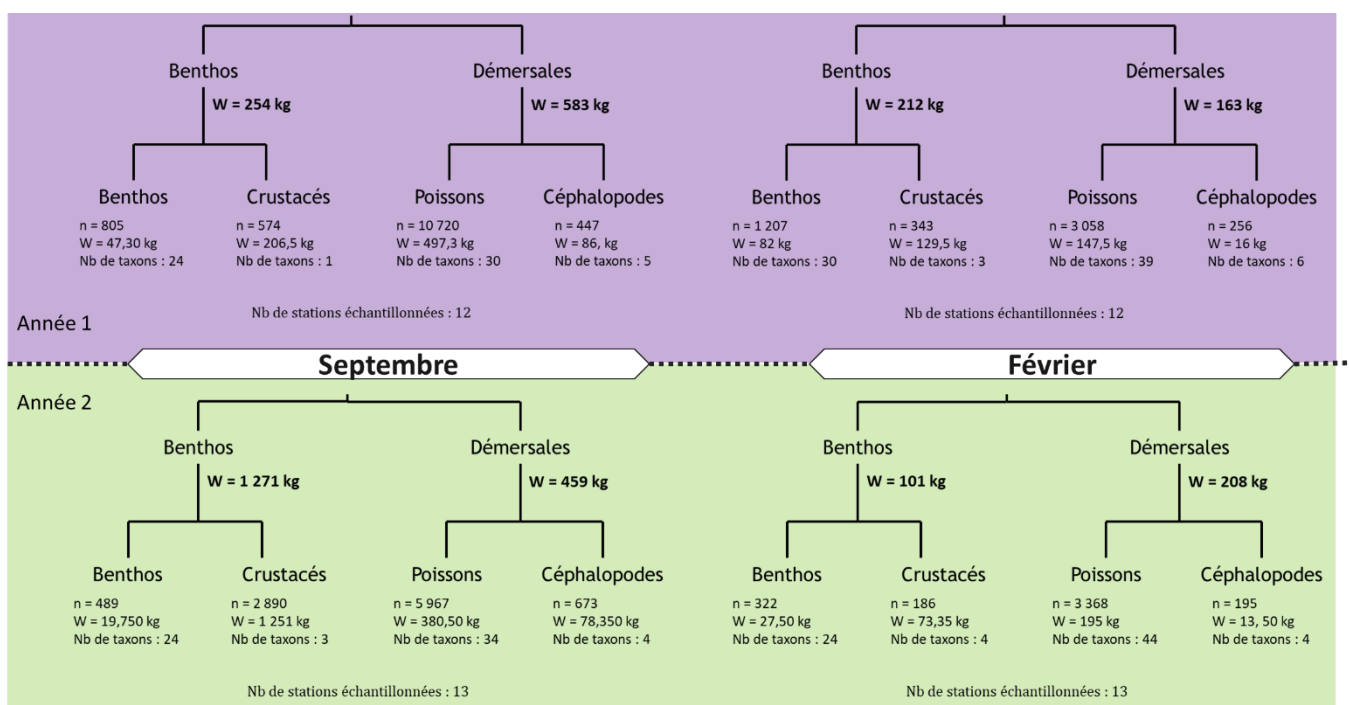 Benthos
Démersales
W = 254 kg
W = 583 kg
Benthos
Crustacés
Poissons
Céphalopodes
n = 805
W = 47,30 kg
Nb de taxons : 24
n = 574
W = 206,5 kg
Nb de taxons : 1
n = 10 720
W = 497,3 kg
Nb de taxons : 30
n = 447
W = 86, kg
Nb de taxons : 5
Nb de stations échantillonnées : 12
Benthos
Démersales
W = 212 kg
W = 163 kg
Benthos
Crustacés
Poissons
Céphalopodes
n = 1 207
W = 82 kg
Nb de taxons : 30
n = 343
W = 129,5 kg
Nb de taxons : 3
n = 3 058
W = 147,5 kg
Nb de taxons : 39
n = 256
W = 16 kg
Nb de taxons : 6
Nb de stations échantillonnées : 12
Année 1
Septembre
Février
Année 2
Benthos
Démersales
W = 1 271 kg
W = 459 kg
Benthos
Crustacés
Poissons
Céphalopodes
n = 489
W = 19,750 kg
Nb de taxons : 24
n = 2 890
W = 1 251 kg
Nb de taxons : 3
n = 5 967
W = 380,50 kg
Nb de taxons : 34
n = 673
W = 78,350 kg
Nb de taxons : 4
Nb de stations échantillonnées : 13
Benthos
Démersales
W = 101 kg
W = 208 kg
Benthos
Crustacés
Poissons
Céphalopodes
n = 322
W = 27,50 kg
Nb de taxons : 24
n = 186
W = 73,35 kg
Nb de taxons : 4
n = 3 368
W = 195 kg
Nb de taxons : 44
n = 195
W = 13, 50 kg
Nb de taxons : 4
Nb de stations échantillonnées : 13